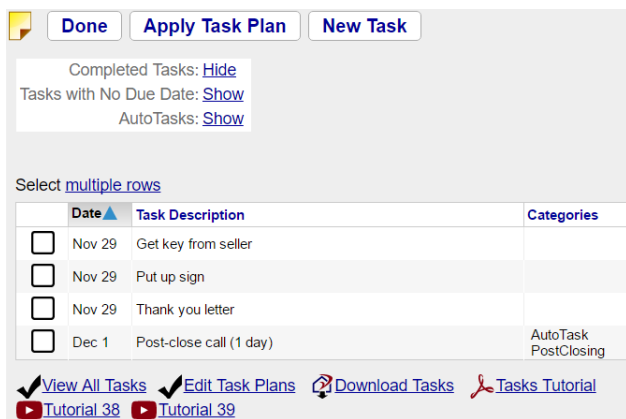 Done Apply Task Plan New Task
Completed Tasks: Hide
Tasks with No Due Date: Show
AutoTasks: Show
Select multiple rows
Date Task Description Categories
Nov 29 Get key from seller
Nov 29 Put up sign
Nov 29 Thank you letter
Dec 1 Post-close call (1 day) AutoTask
PostClosing
View All Tasks Edit Task Plans Download Tasks Tasks Tutorial
Tutorial 38 Tutorial 39